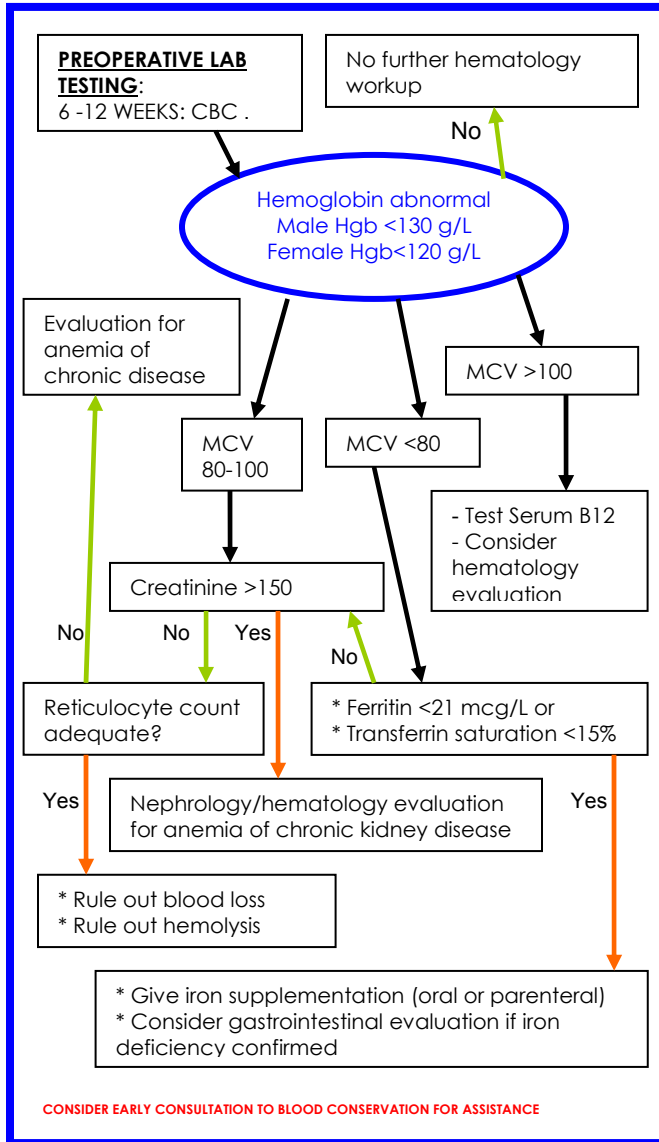 PREOPERATIVE LAB
TESTING:
6 -12 WEEKS: CBC .
No further hematology
workup
No
Hemoglobin abnormal
Male Hgb <130 g/L
Female Hgb<120 g/L
Evaluation for
anemia of
chronic disease
MCV >100
MCV
80-100
MCV <80
- Test Serum B12
- Consider
hematology
evaluation
Creatinine >150
No
No
Yes
No
Reticulocyte count
adequate?
* Ferritin <21 mcg/L or
* Transferrin saturation <15%
Yes
Nephrology/hematology evaluation
for anemia of chronic kidney disease
Yes
* Rule out blood loss
* Rule out hemolysis
* Give iron supplementation (oral or parenteral)
* Consider gastrointestinal evaluation if iron
deficiency confirmed
CONSIDER EARLY CONSULTATION TO BLOOD CONSERVATION FOR ASSISTANCE